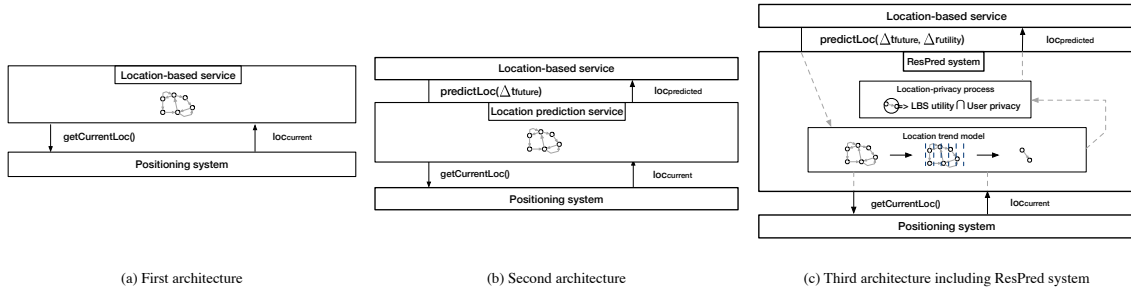 Location-based service
getCurrentLoc()
loccurrent
Positioning system
(a) First architecture
Location-based service
predictLoc(△tfuture)
locpredicted
Location prediction service
getCurrentLoc()
loccurrent
Positioning system
(b) Second architecture
Location-based service
predictLoc(△tfuture, △rutility)
locpredicted
ResPred system
Location-privacy process
=> LBS utility ∩ User privacy
Location trend model
getCurrentLoc()
loccurrent
Positioning system
(c) Third architecture including ResPred system